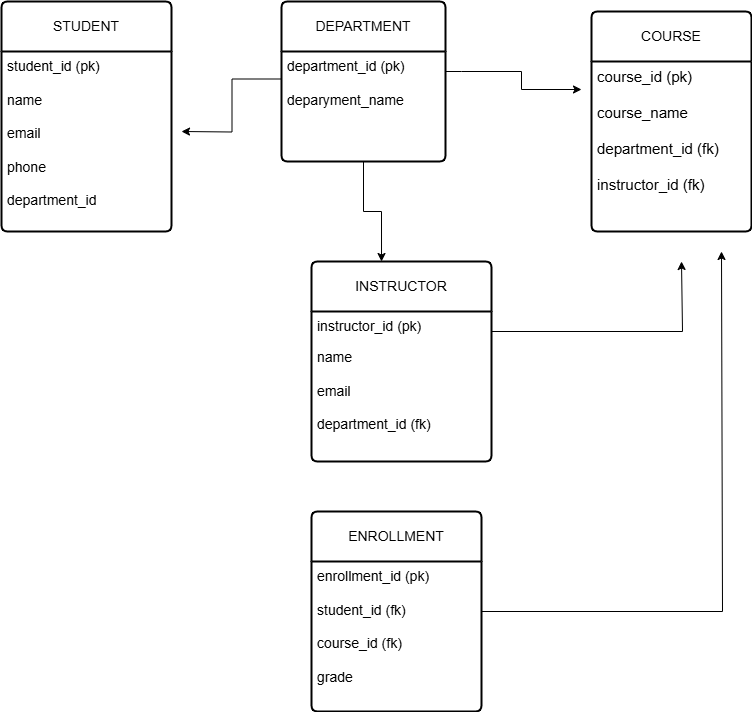 STUDENT
student_id (pk)
name
email
phone
department_id
DEPARTMENT
department_id (pk)
deparyment_name
COURSE
course_id (pk)
course_name
department_id (fk)
instructor_id (fk)
INSTRUCTOR
instructor_id (pk)
name
email
department_id (fk)
ENROLLMENT
enrollment_id (pk)
student_id (fk)
course_id (fk)
grade